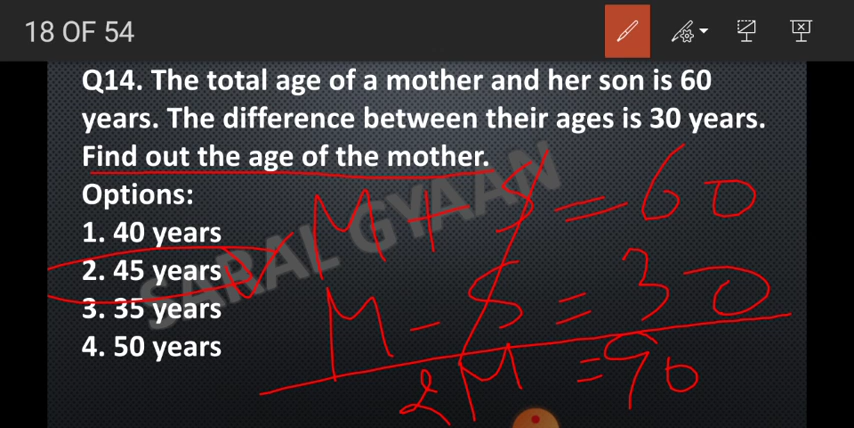 18 OF 54
Q14. The total age of a mother and her son is 60
years. The difference between their ages is 30 years.
Find out the age of the mother.
Options:
1. 40 years
2. 45 years
3. 35 years
4. 50 years
SARAL GYAAN
M + S = 60
M - S = 30
2M = 90